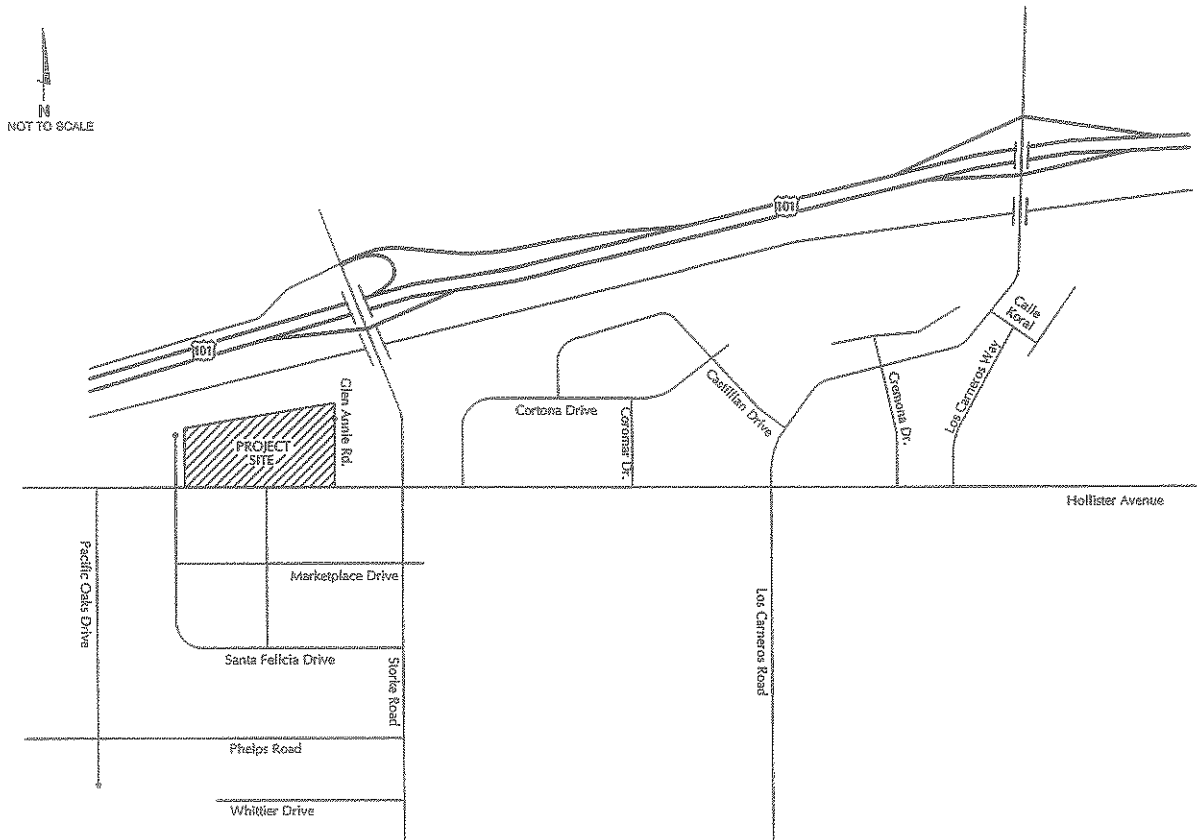 N
NOT TO SCALE
101
101
Calle
Koral
Los Carneros Way
Cremona Dr.
Castillian Drive
Cortona Drive
Coromar Dr.
Glen Annie Rd.
PROJECT
SITE
Hollister Avenue
Pacific Oaks Drive
Marketplace Drive
Santa Felicia Drive
Storke Road
Los Carneros Road
Phelps Road
Whittier Drive